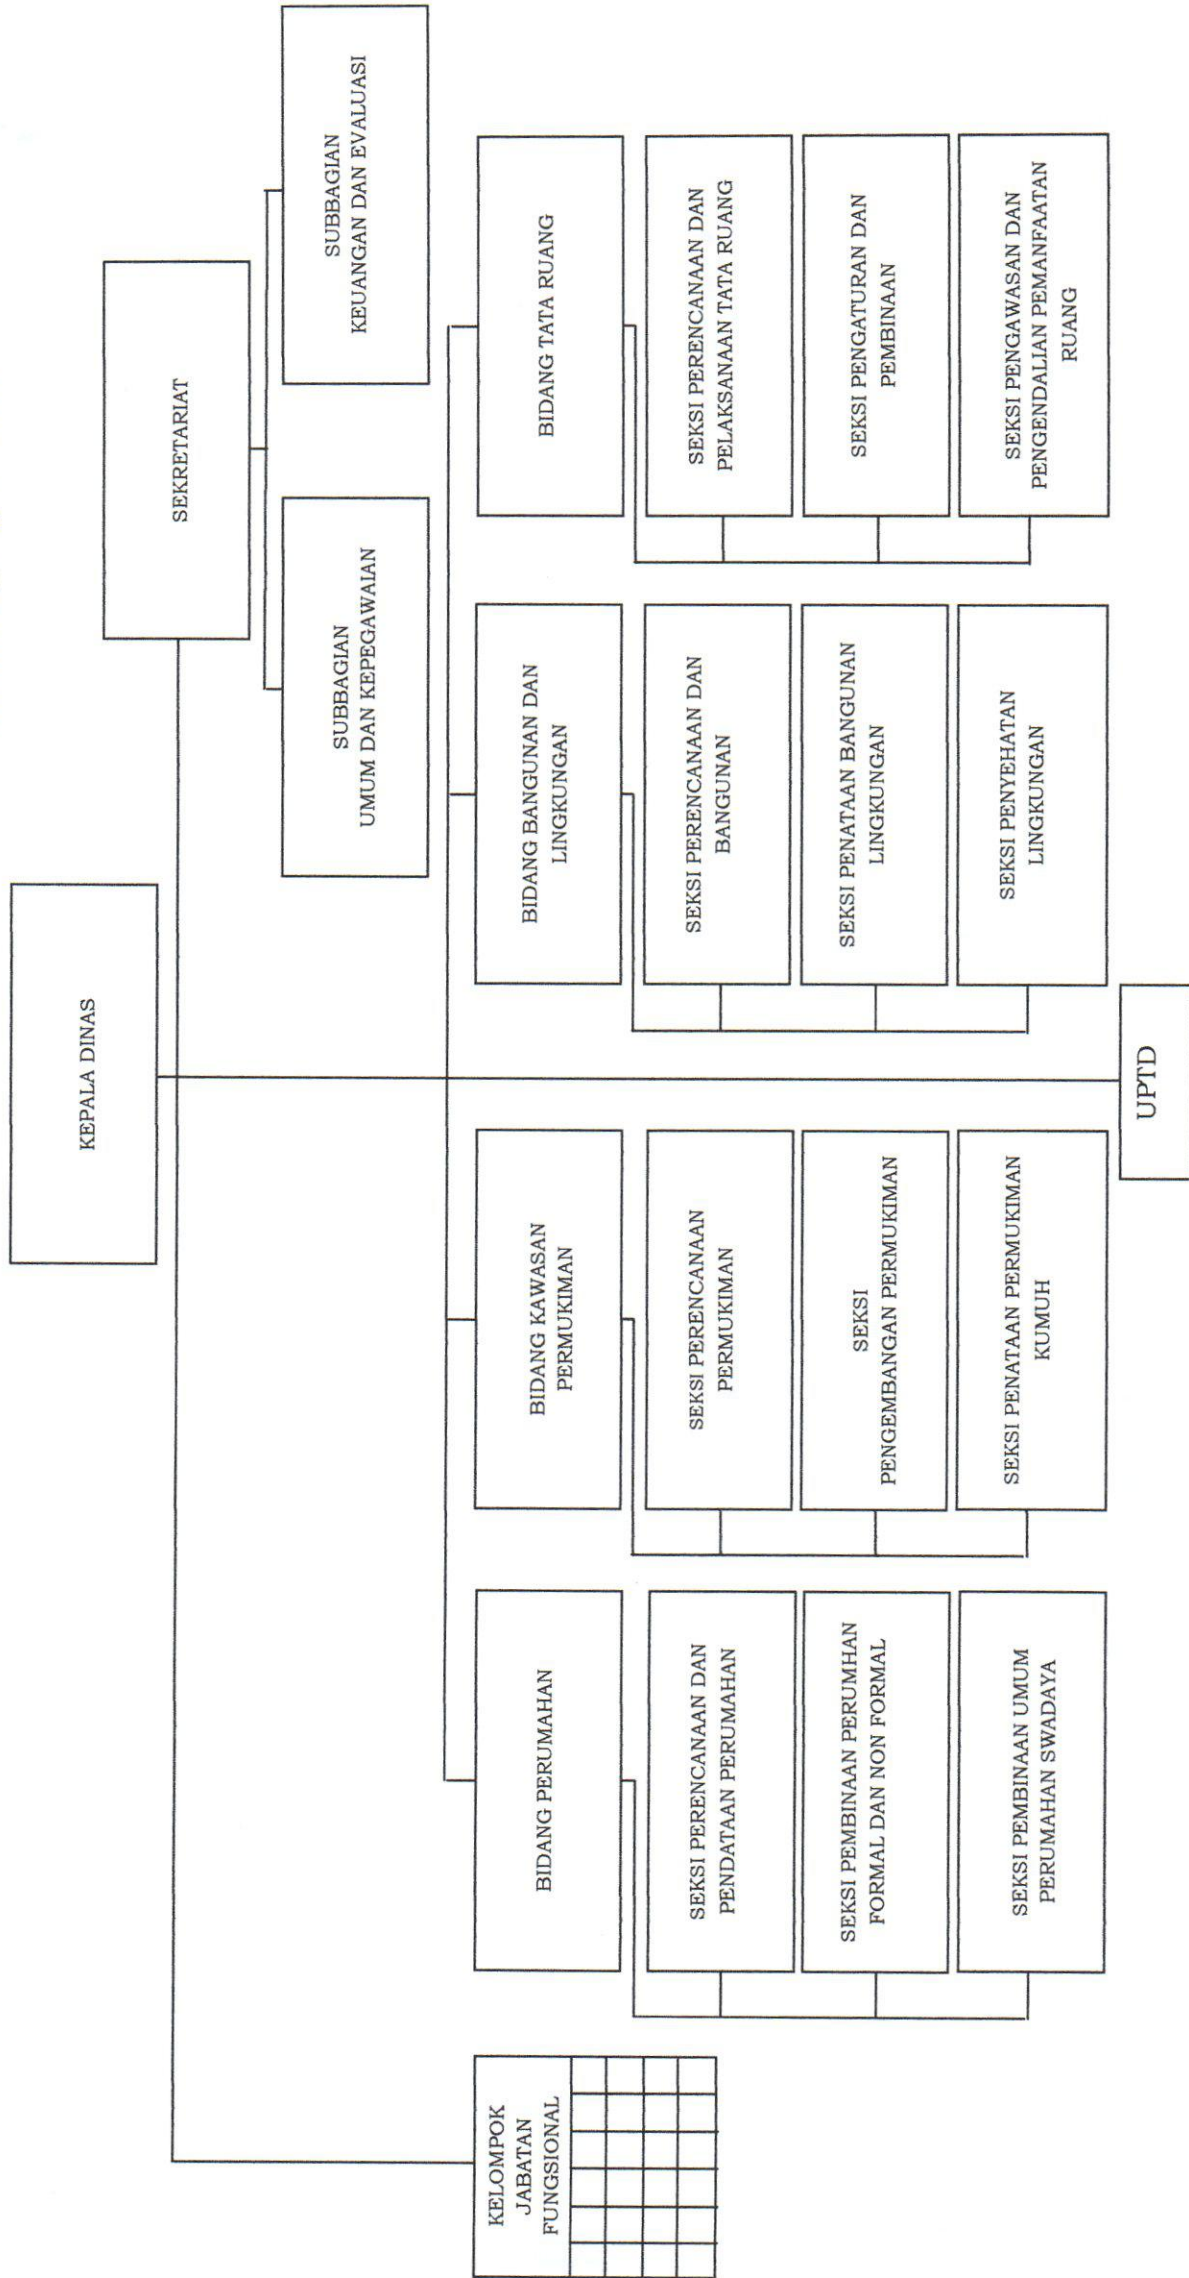 KEPALA DINAS
SEKRETARIAT
SUBBAGIAN
UMUM DAN KEPEGAWAIAN
SUBBAGIAN
KEUANGAN DAN EVALUASI
KELOMPOK
JABATAN
FUNGSIONAL
BIDANG PERUMAHAN
SEKSI PERENCANAAN DAN
PENDATAAN PERUMAHAN
SEKSI PEMBINAAN PERUMHAN
FORMAL DAN NON FORMAL
SEKSI PEMBINAAN UMUM
PERUMAHAN SWADAYA
BIDANG KAWASAN
PERMUKIMAN
SEKSI PERENCANAAN
PERMUKIMAN
SEKSI
PENGEMBANGAN PERMUKIMAN
SEKSI PENATAAN PERMUKIMAN
KUMUH
BIDANG BANGUNAN DAN
LINGKUNGAN
SEKSI PERENCANAAN DAN
BANGUNAN
SEKSI PENATAAN BANGUNAN
LINGKUNGAN
SEKSI PENYEHATAN
LINGKUNGAN
BIDANG TATA RUANG
SEKSI PERENCANAAN DAN
PELAKSANAAN TATA RUANG
SEKSI PENGATURAN DAN
PEMBINAAN
SEKSI PENGAWASAN DAN
PENGENDALIAN PEMANFAATAN
RUANG
UPTD